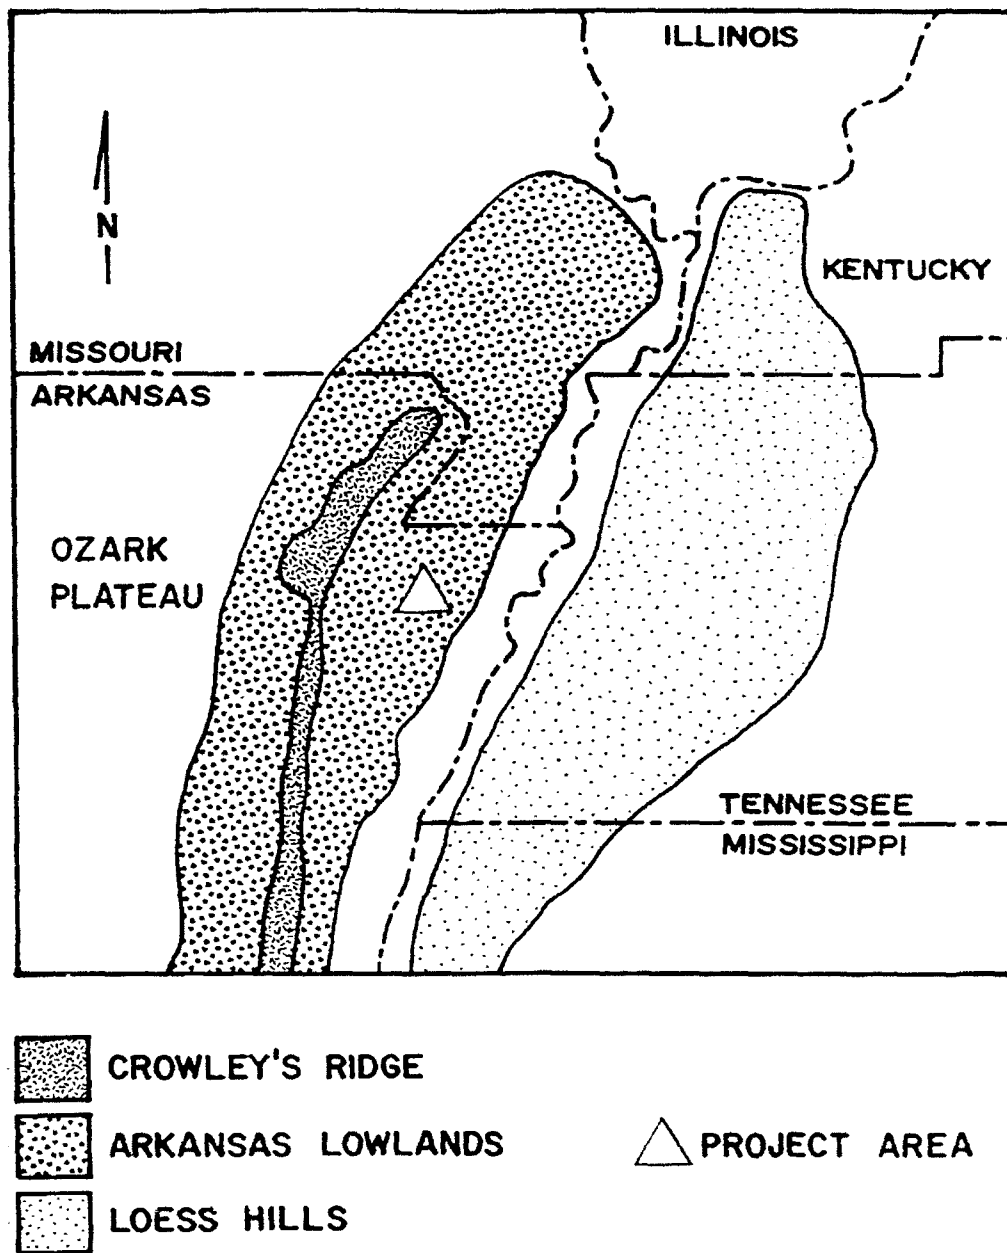 ILLINOIS
N
KENTUCKY
MISSOURI
ARKANSAS
OZARK
PLATEAU
TENNESSEE
MISSISSIPPI
CROWLEY'S RIDGE
ARKANSAS LOWLANDS
PROJECT AREA
LOESS HILLS